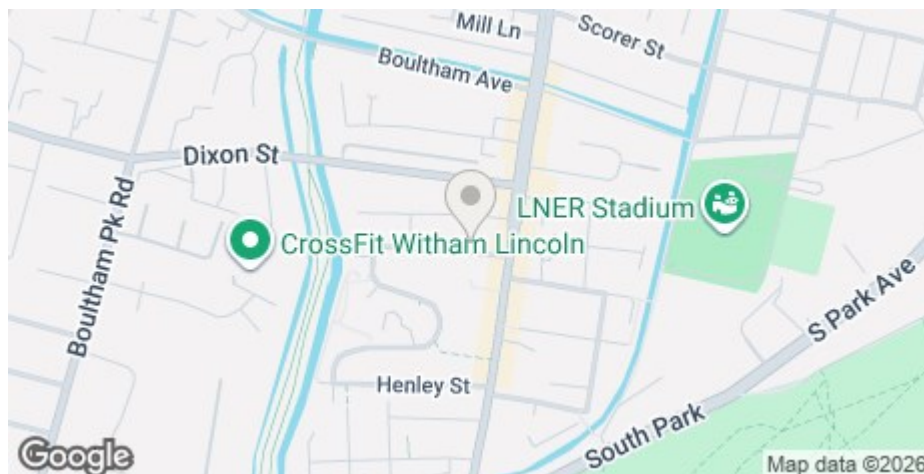 Mill Ln
Scorer St
Boultham Ave
Dixon St
Boultham Pk Rd
LNER Stadium
CrossFit Witham Lincoln
S Park Ave
Henley St
South Park
Google
Map data ©2026